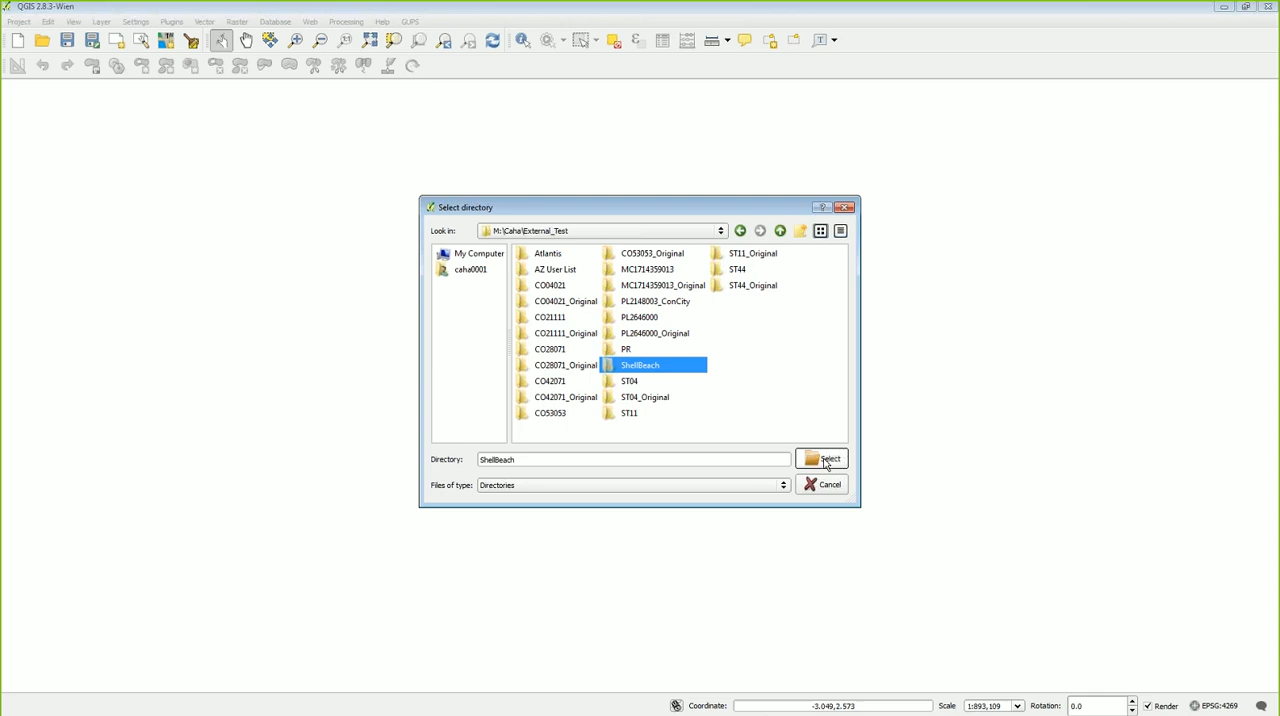 QGIS 2.8.3-Wien
Project Edit View Layer Settings Plugins Vector Raster Database Web Processing Help GUPS
Select directory
Look in: M:\Caha\External_Test
My Computer
caha0001
Atlantis CO53053_Original ST11_Original
AZ User List MC1714359013 ST44
CO04021 MC1714359013_Original ST44_Original
CO04021_Original PL2148003_ConCity
CO21111 PL2646000
CO21111_Original PL2646000_Original
CO28071 PR
CO28071_Original ShellBeach
CO42071 ST04
CO42071_Original ST04_Original
CO53053 ST11
Directory: ShellBeach Select
Files of type: Directories Cancel
Coordinate: -3.049,2.573 Scale 1:893,109 Rotation: 0.0 Render EPSG:4269